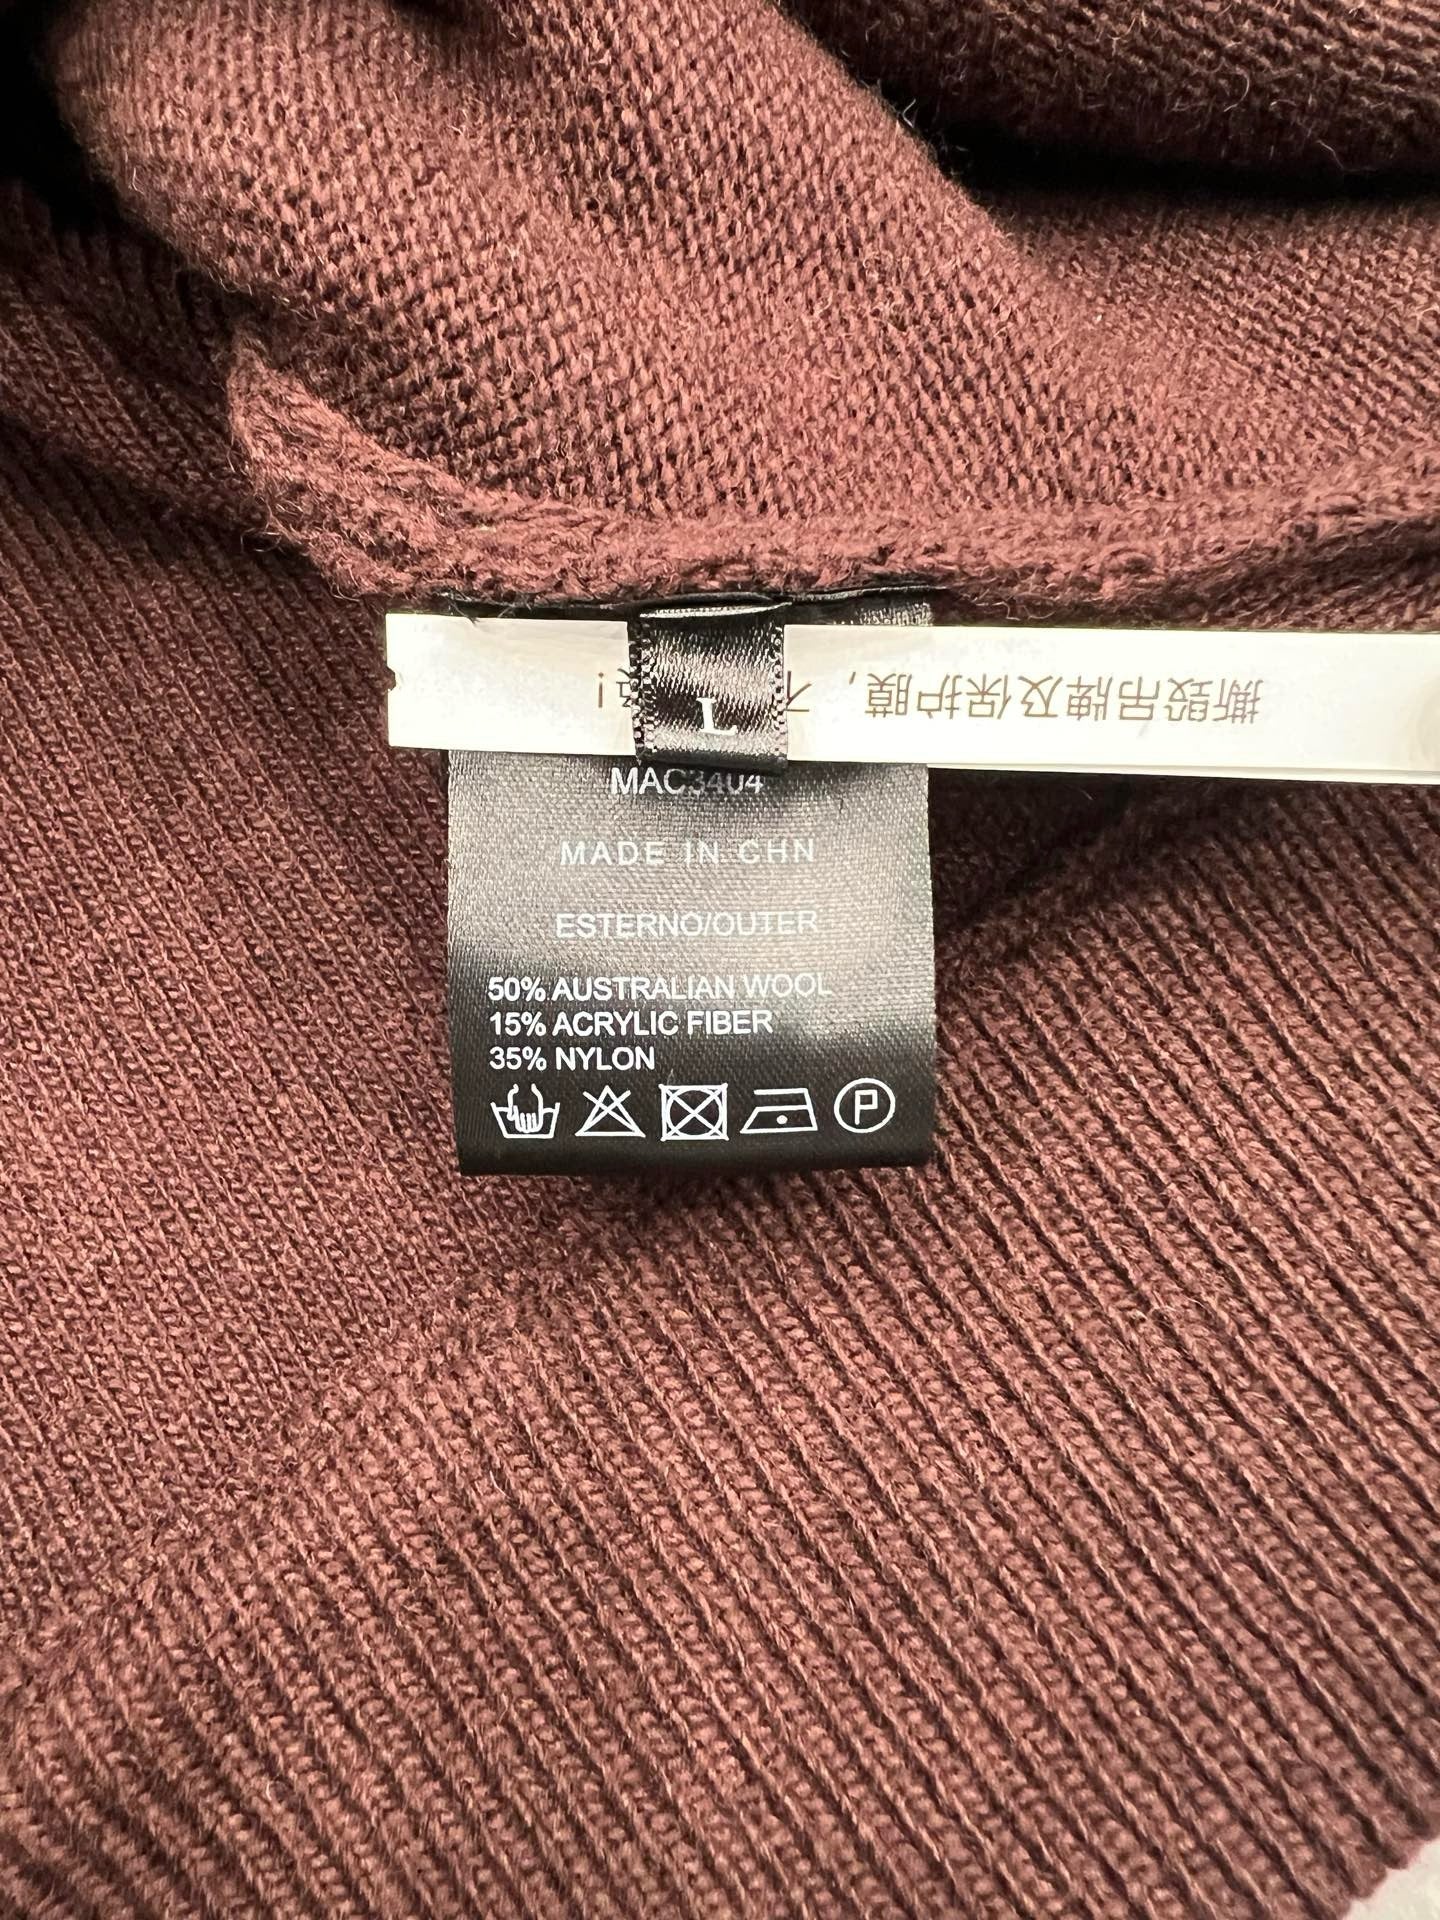 撕毁吊牌及保护膜，不
！
L
MAC3404
MADE IN CHN
ESTERNO/OUTER
50% AUSTRALIAN WOOL
15% ACRYLIC FIBER
35% NYLON
P